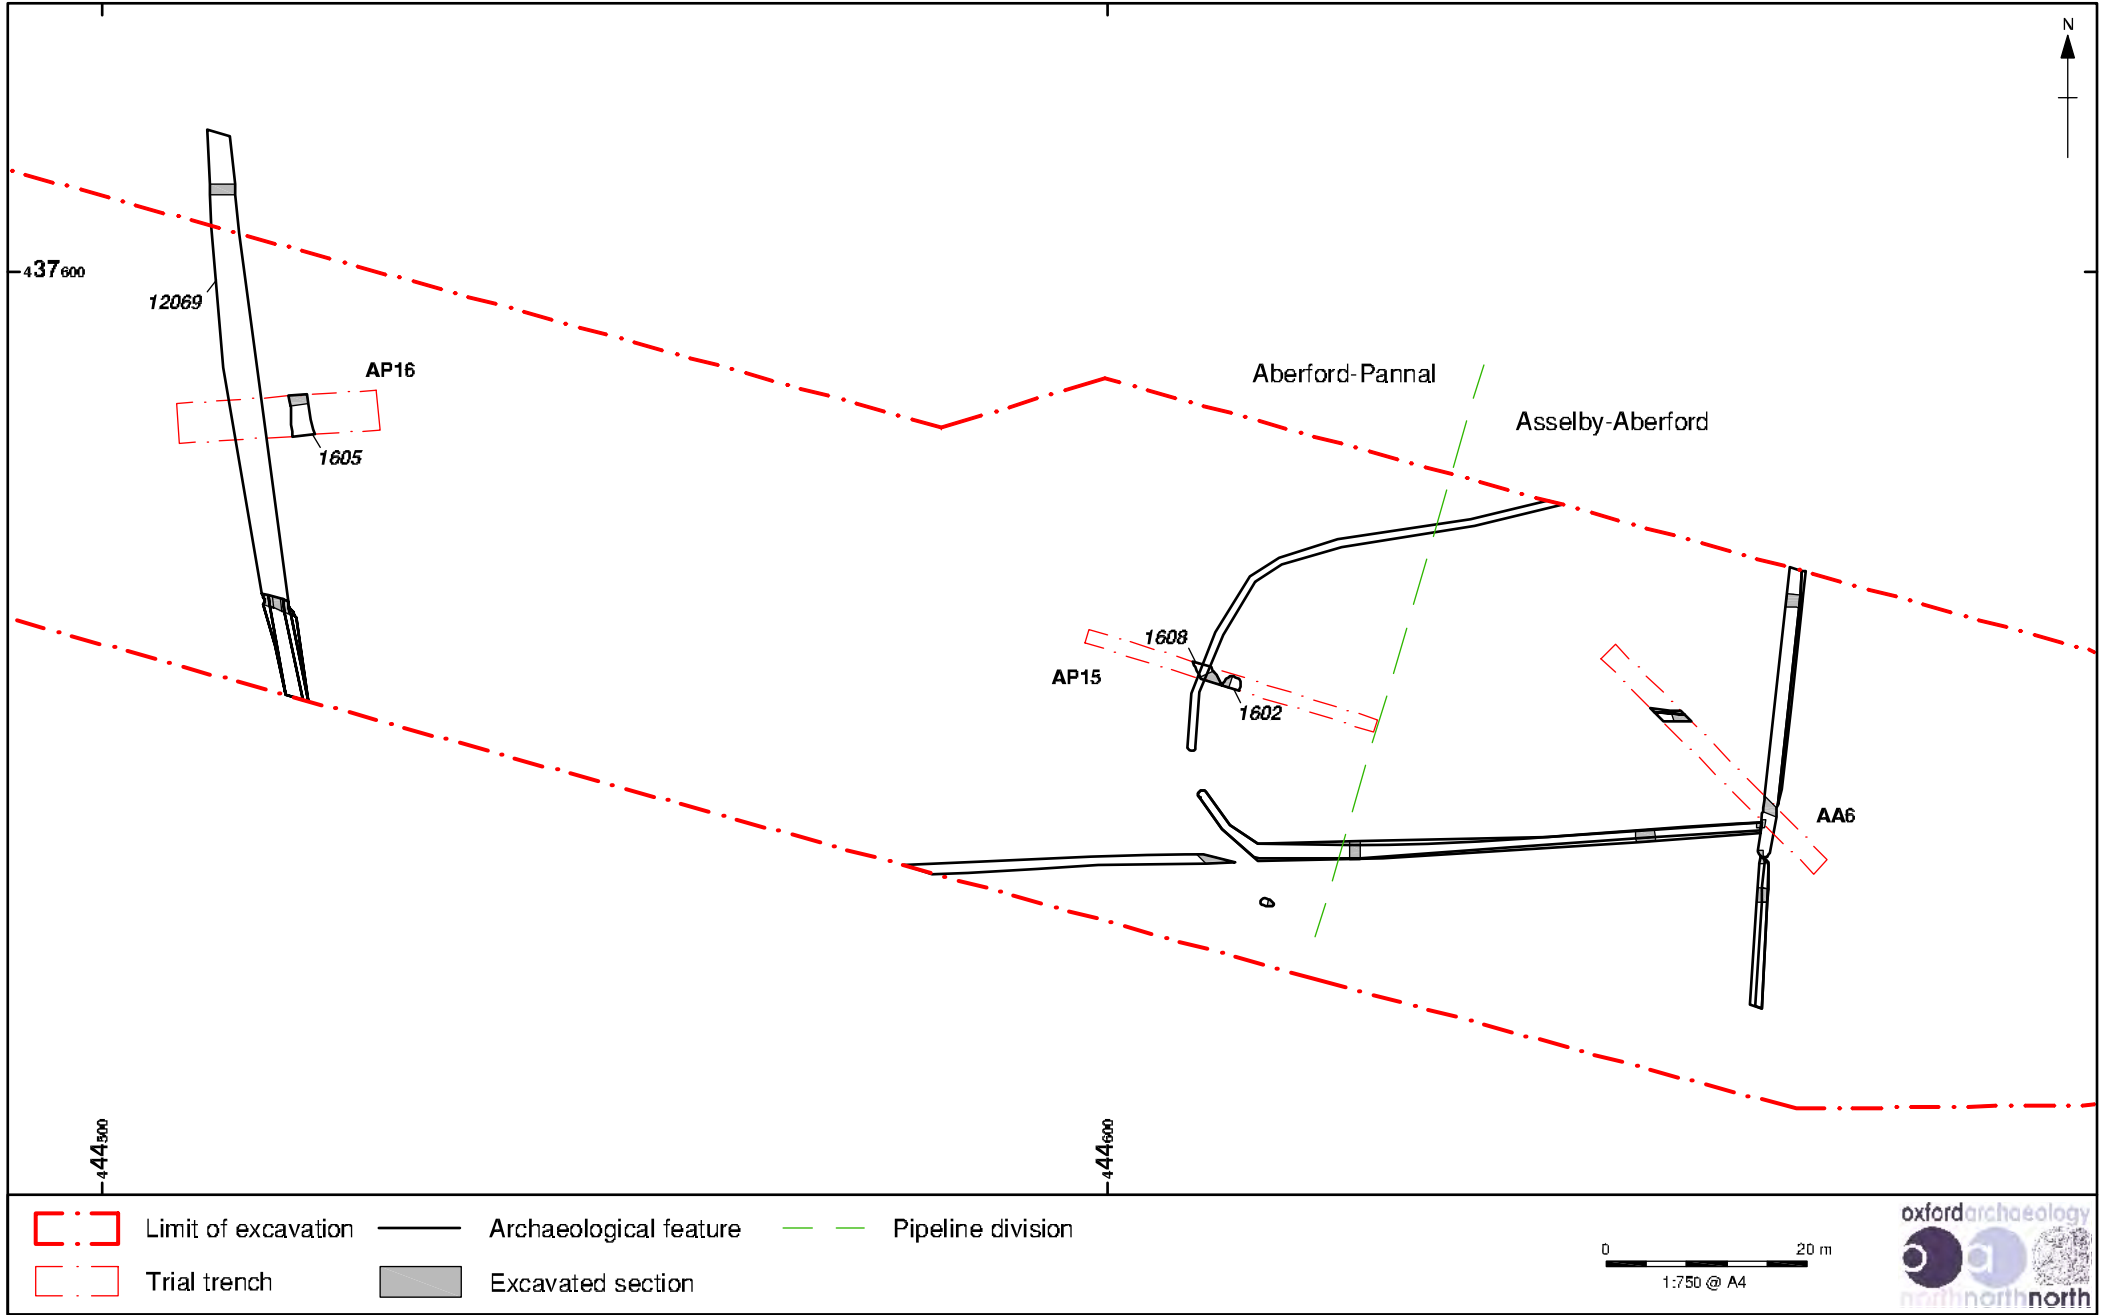 N
437600
12069
AP16
1605
Aberford-Pannal
Asselby-Aberford
1608
AP15
1602
AA6
444500
444600
Limit of excavation
Archaeological feature
Pipeline division
Trial trench
Excavated section
0 20 m
1:750 @ A4
oxfordarchaeology
northnorthnorth